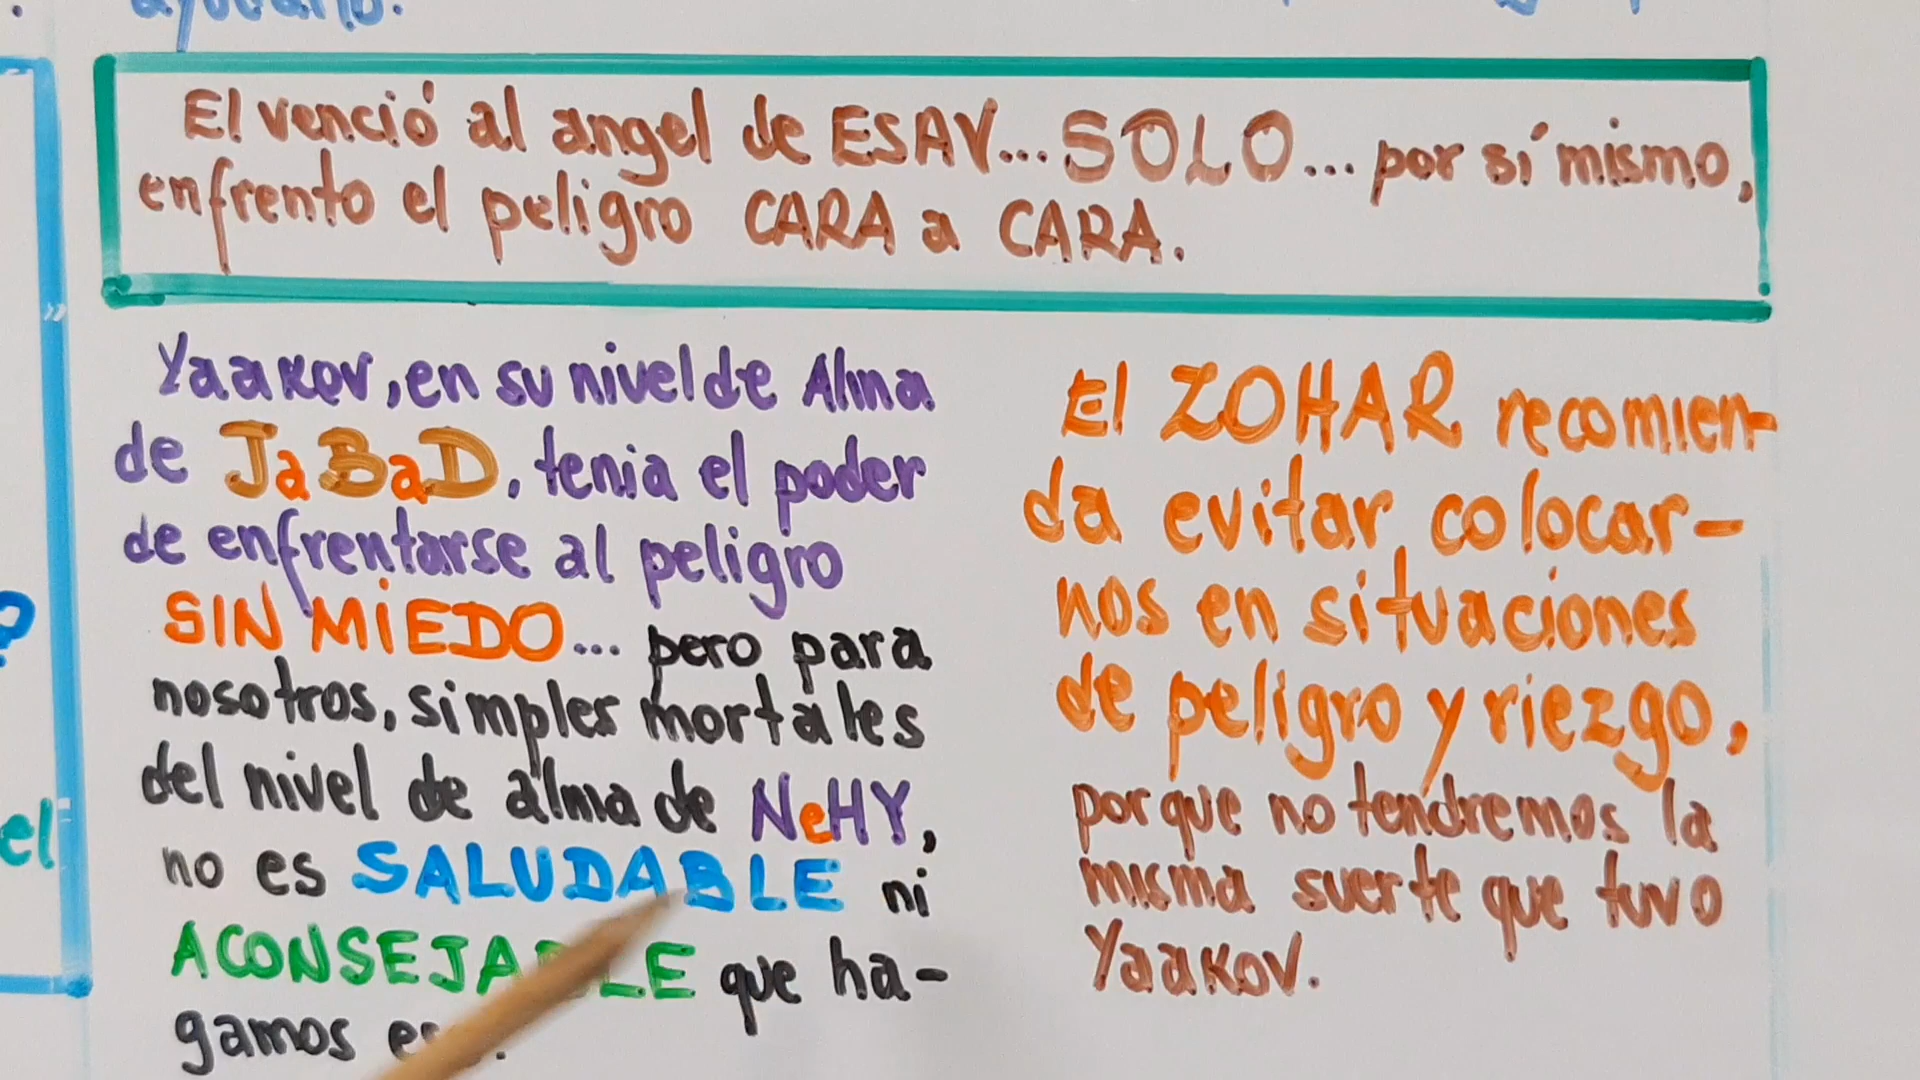 ayudarlo.
El venció al angel de ESAV... SOLO... por sí mismo,
enfrento el peligro CARA a CARA.
Yaakov, en su nivel de Alma
de JaBaD, tenia el poder
de enfrentarse al peligro
SIN MIEDO... pero para
nosotros, simples mortales
del nivel de alma de NeHY,
no es SALUDABLE ni
ACONSEJABLE que ha-
gamos
El ZOHAR recomien-
da evitar colocar-
nos en situaciones
de peligro y riezgo,
porque no tendremos la
misma suerte que tuvo
Yaakov.
?
el